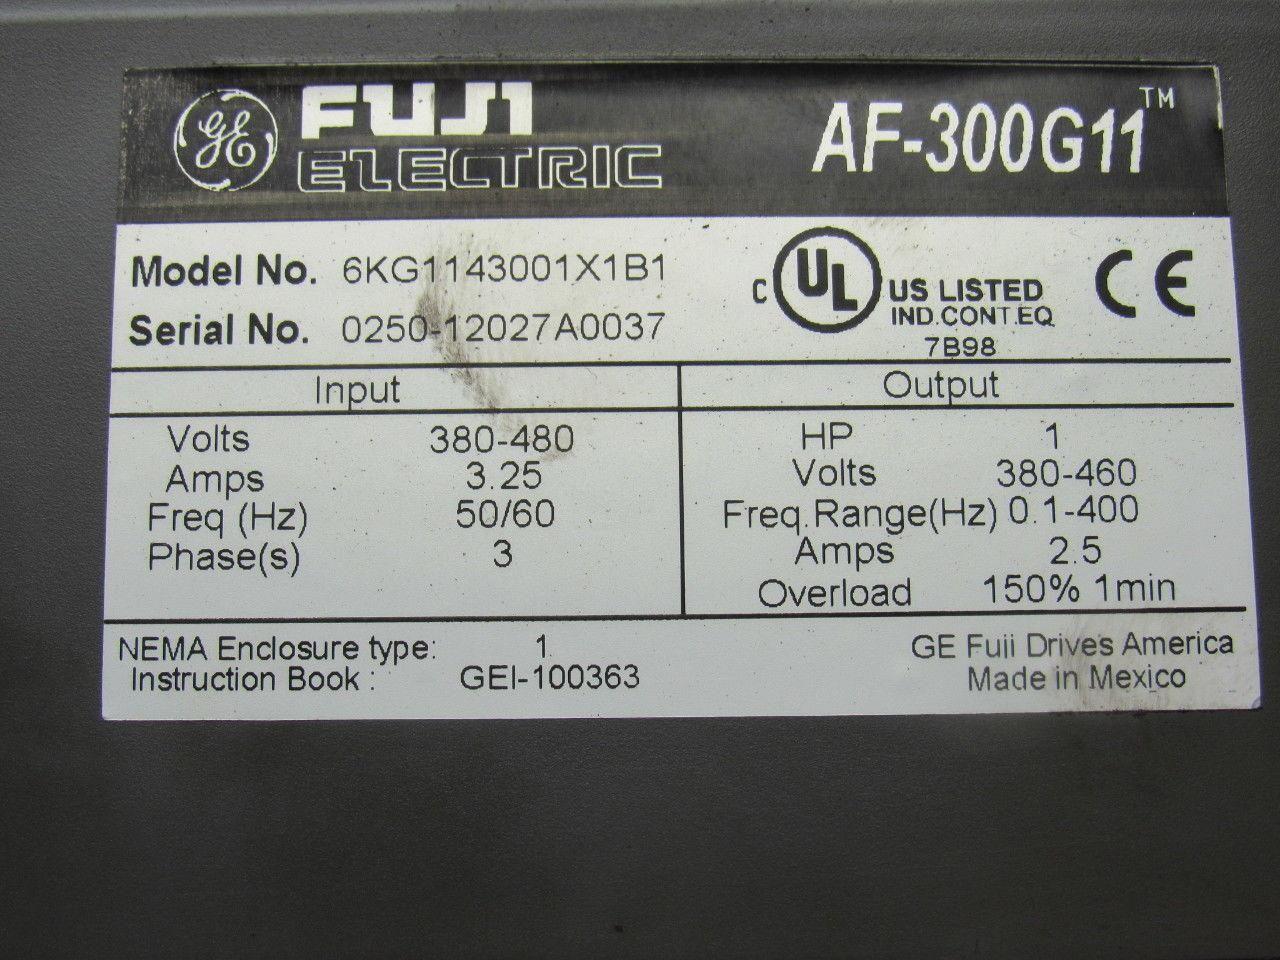 GE FUJI ELECTRIC AF-300G11™
Model No. 6KG1143001X1B1
Serial No. 0250-12027A0037
C UL US LISTED
IND.CONT.EQ
7B98
CE
Input Output
Volts 380-480 HP 1
Amps 3.25 Volts 380-460
Freq (Hz) 50/60 Freq.Range(Hz) 0.1-400
Phase(s) 3 Amps 2.5
Overload 150% 1min
NEMA Enclosure type: 1 GE Fuii Drives America
Instruction Book : GEI-100363 Made in Mexico